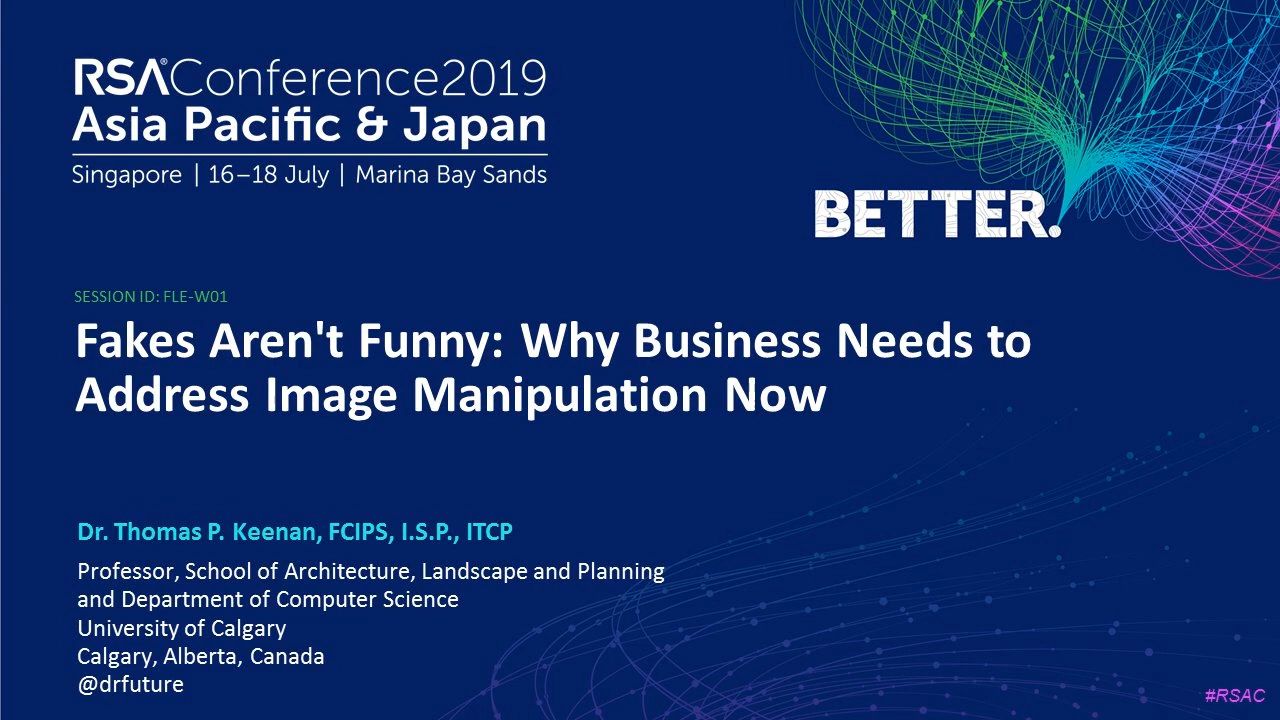 RSA®Conference2019
Asia Pacific & Japan
Singapore | 16–18 July | Marina Bay Sands
BETTER.
SESSION ID: FLE-W01
Fakes Aren't Funny: Why Business Needs to
Address Image Manipulation Now
Dr. Thomas P. Keenan, FCIPS, I.S.P., ITCP
Professor, School of Architecture, Landscape and Planning
and Department of Computer Science
University of Calgary
Calgary, Alberta, Canada
@drfuture
#RSAC